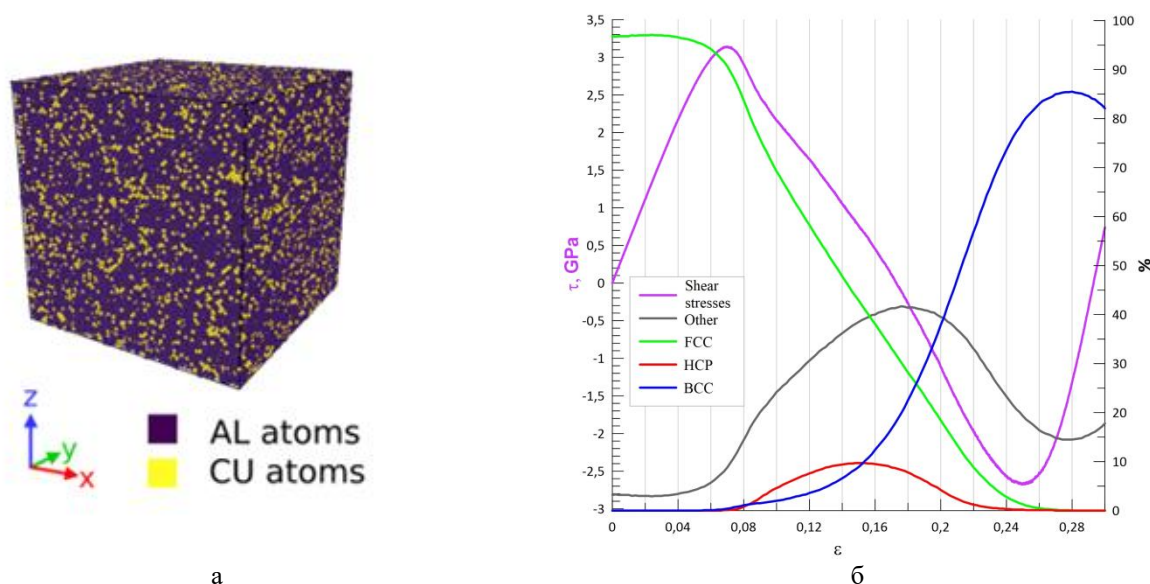 z
y
x
AL atoms
CU atoms
a
3,5
3
2,5
2
1,5
1
0,5
0
-0,5
-1
-1,5
-2
-2,5
-3
τ, GPa
Shear
stresses
Other
FCC
HCP
BCC
100
90
80
70
60
50
40
30
20
10
0
%
0
0,04
0,08
0,12
0,16
0,2
0,24
0,28
ε
б